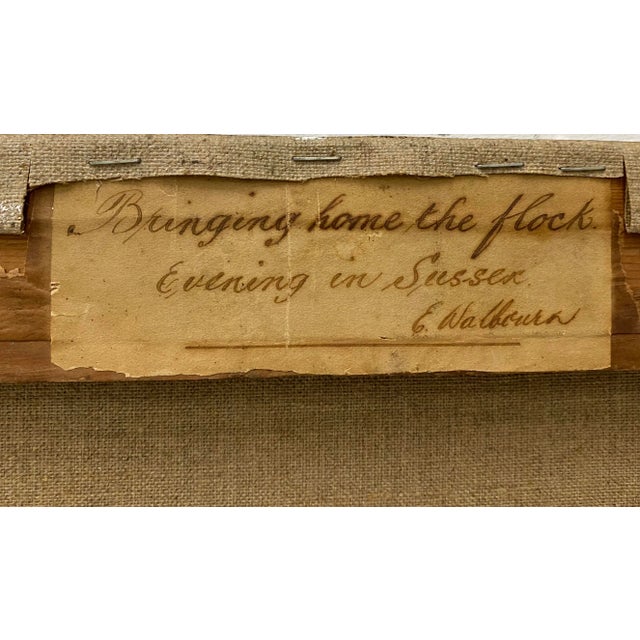 Bringing home the flock.
Evening in Sussex.
E. Walbourn